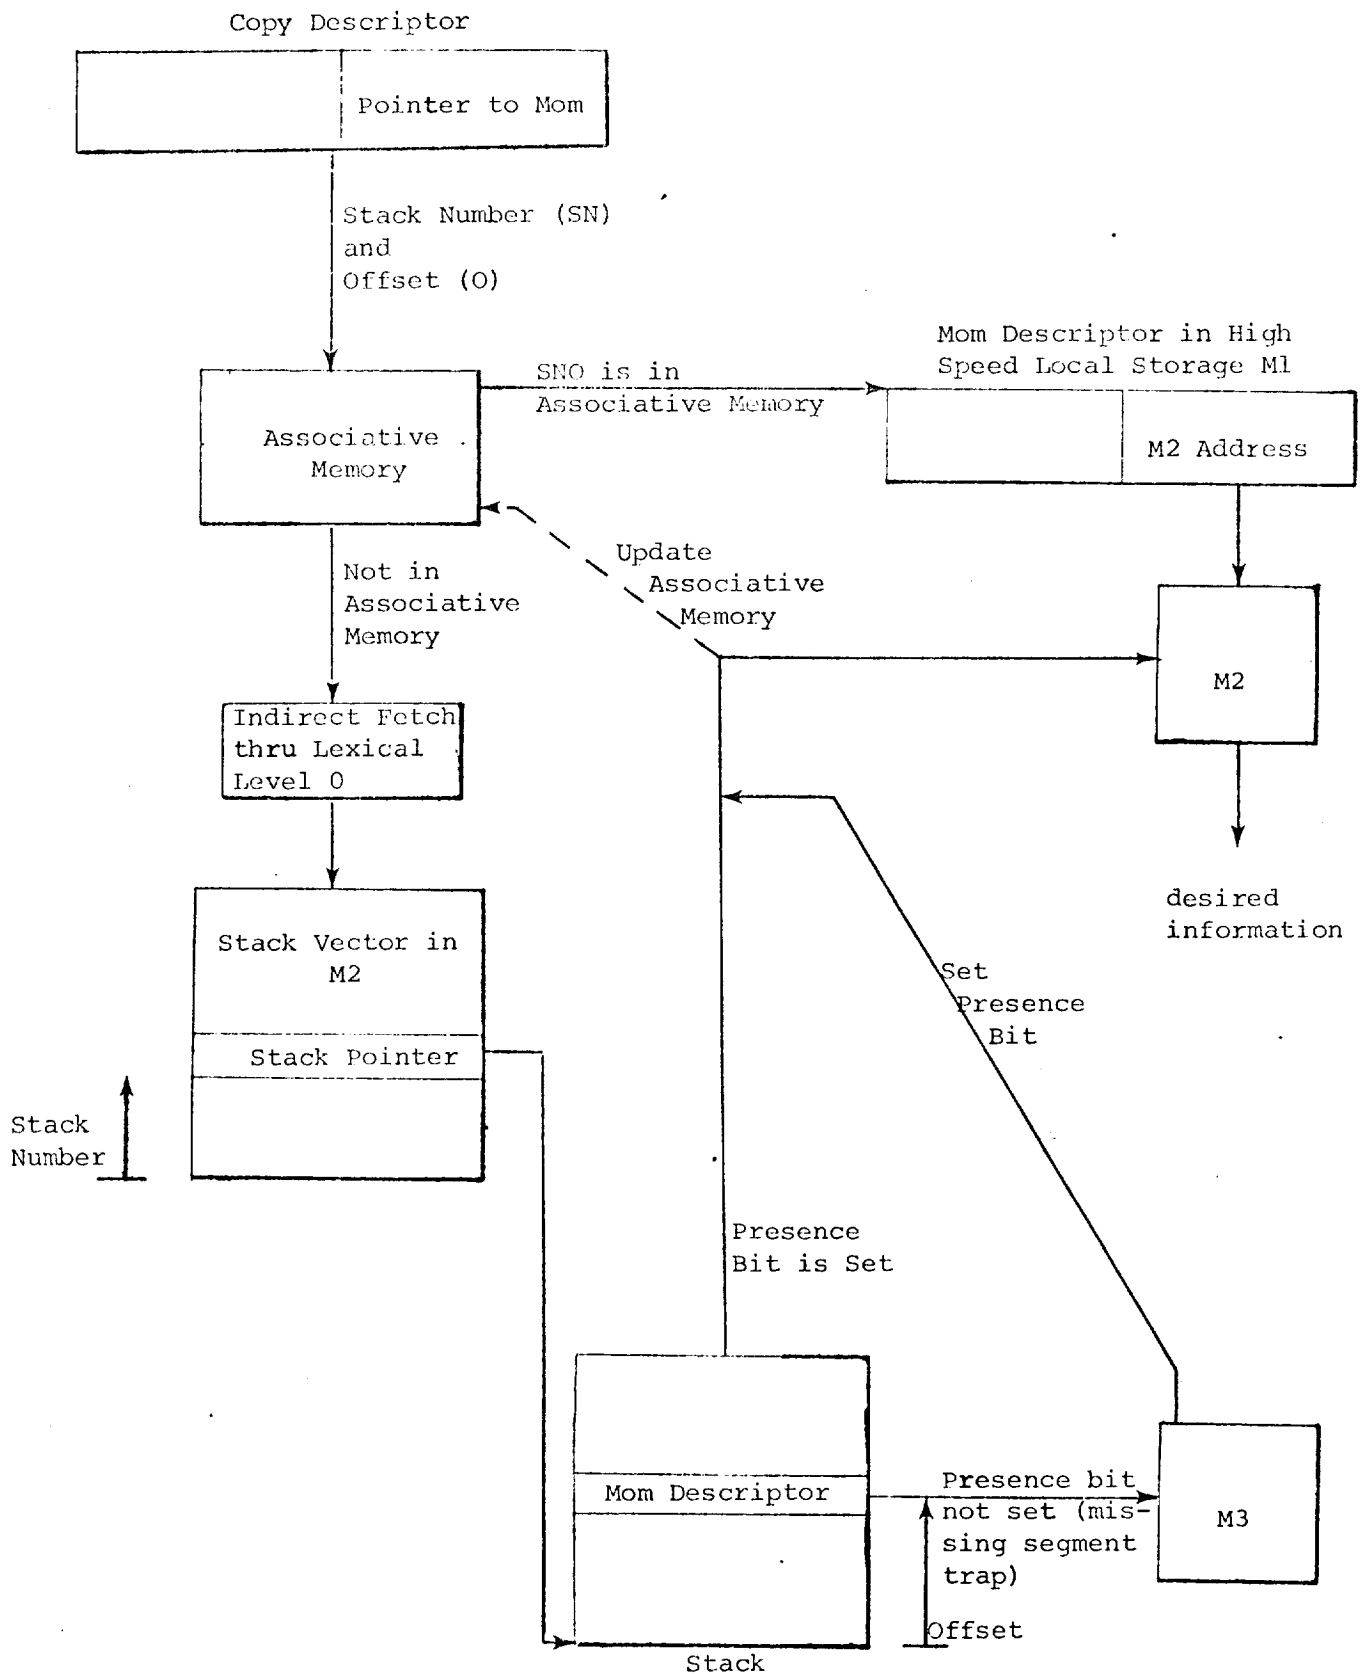 Copy Descriptor
Pointer to Mom
Stack Number (SN)
and
Offset (O)
Mom Descriptor in High
Speed Local Storage M1
SNO is in
Associative Memory
Associative
Memory
M2 Address
Update
Associative
Memory
Not in
Associative
Memory
M2
Indirect Fetch
thru Lexical
Level 0
desired
information
Stack Vector in
M2
Set
Presence
Bit
Stack Pointer
Stack
Number
Presence
Bit is Set
Mom Descriptor
Presence bit
not set (mis-
sing segment
trap)
M3
Offset
Stack